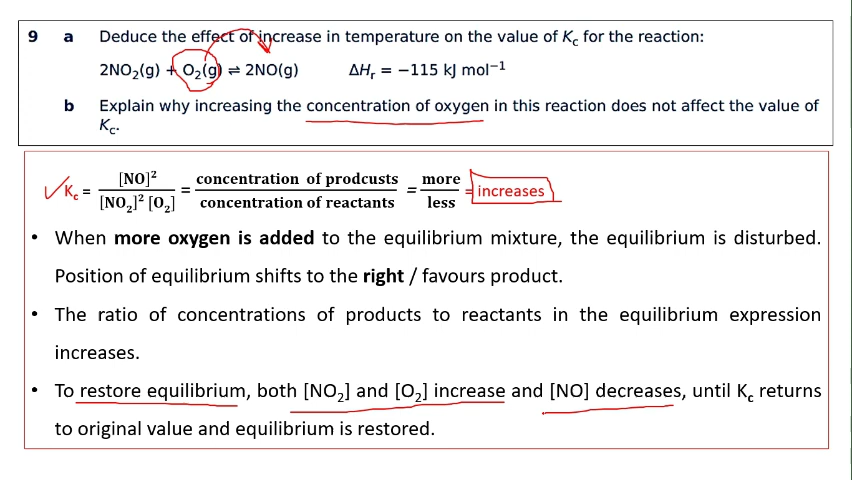 9 a Deduce the effect of increase in temperature on the value of K꜀ for the reaction:
2NO₂(g) + O₂(g) ⇌ 2NO(g) ΔHᵣ = −115 kJ mol⁻¹
b Explain why increasing the concentration of oxygen in this reaction does not affect the value of
K꜀.
K꜀ = [NO]² / [NO₂]² [O₂] = concentration of prodcusts / concentration of reactants = more / less = increases
• When more oxygen is added to the equilibrium mixture, the equilibrium is disturbed.
Position of equilibrium shifts to the right / favours product.
• The ratio of concentrations of products to reactants in the equilibrium expression
increases.
• To restore equilibrium, both [NO₂] and [O₂] increase and [NO] decreases, until K꜀ returns
to original value and equilibrium is restored.